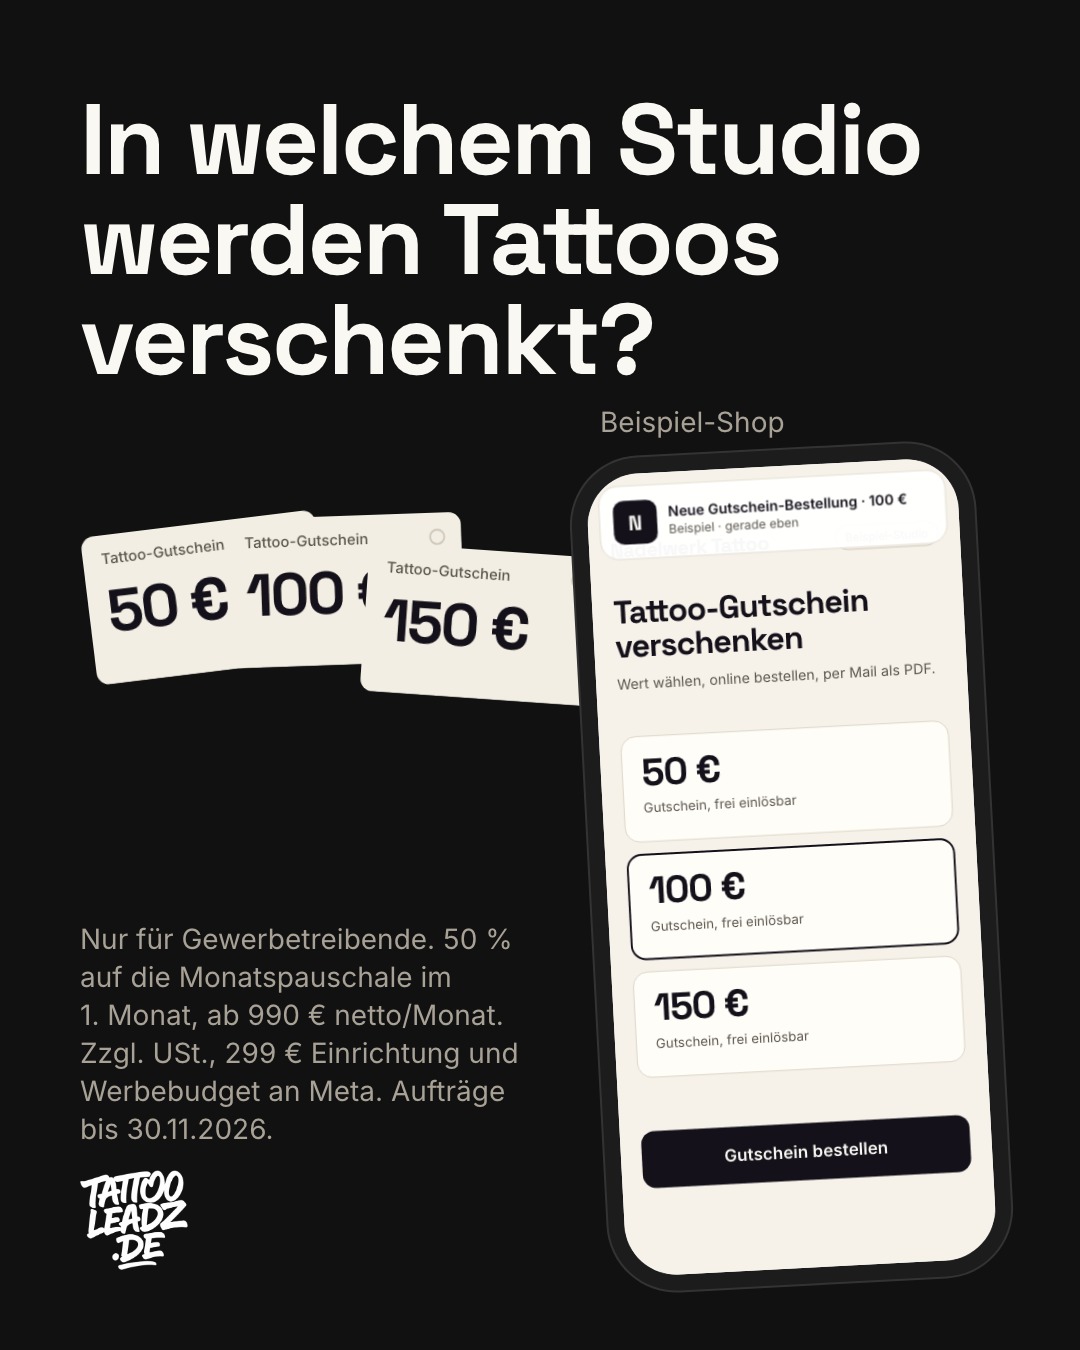 In welchem Studio
werden Tattoos
verschenkt?
Beispiel-Shop
Tattoo-Gutschein
50 €
Tattoo-Gutschein
100
Tattoo-Gutschein
150 €
N
Neue Gutschein-Bestellung · 100 €
Beispiel · gerade eben
Nadelwerk Tattoo
Tattoo-Gutschein
verschenken
Wert wählen, online bestellen, per Mail als PDF.
50 €
Gutschein, frei einlösbar
100 €
Gutschein, frei einlösbar
150 €
Gutschein, frei einlösbar
Gutschein bestellen
Nur für Gewerbetreibende. 50 %
auf die Monatspauschale im
1. Monat, ab 990 € netto/Monat.
Zzgl. USt., 299 € Einrichtung und
Werbebudget an Meta. Aufträge
bis 30.11.2026.
TATTOO
LEADZ
.DE